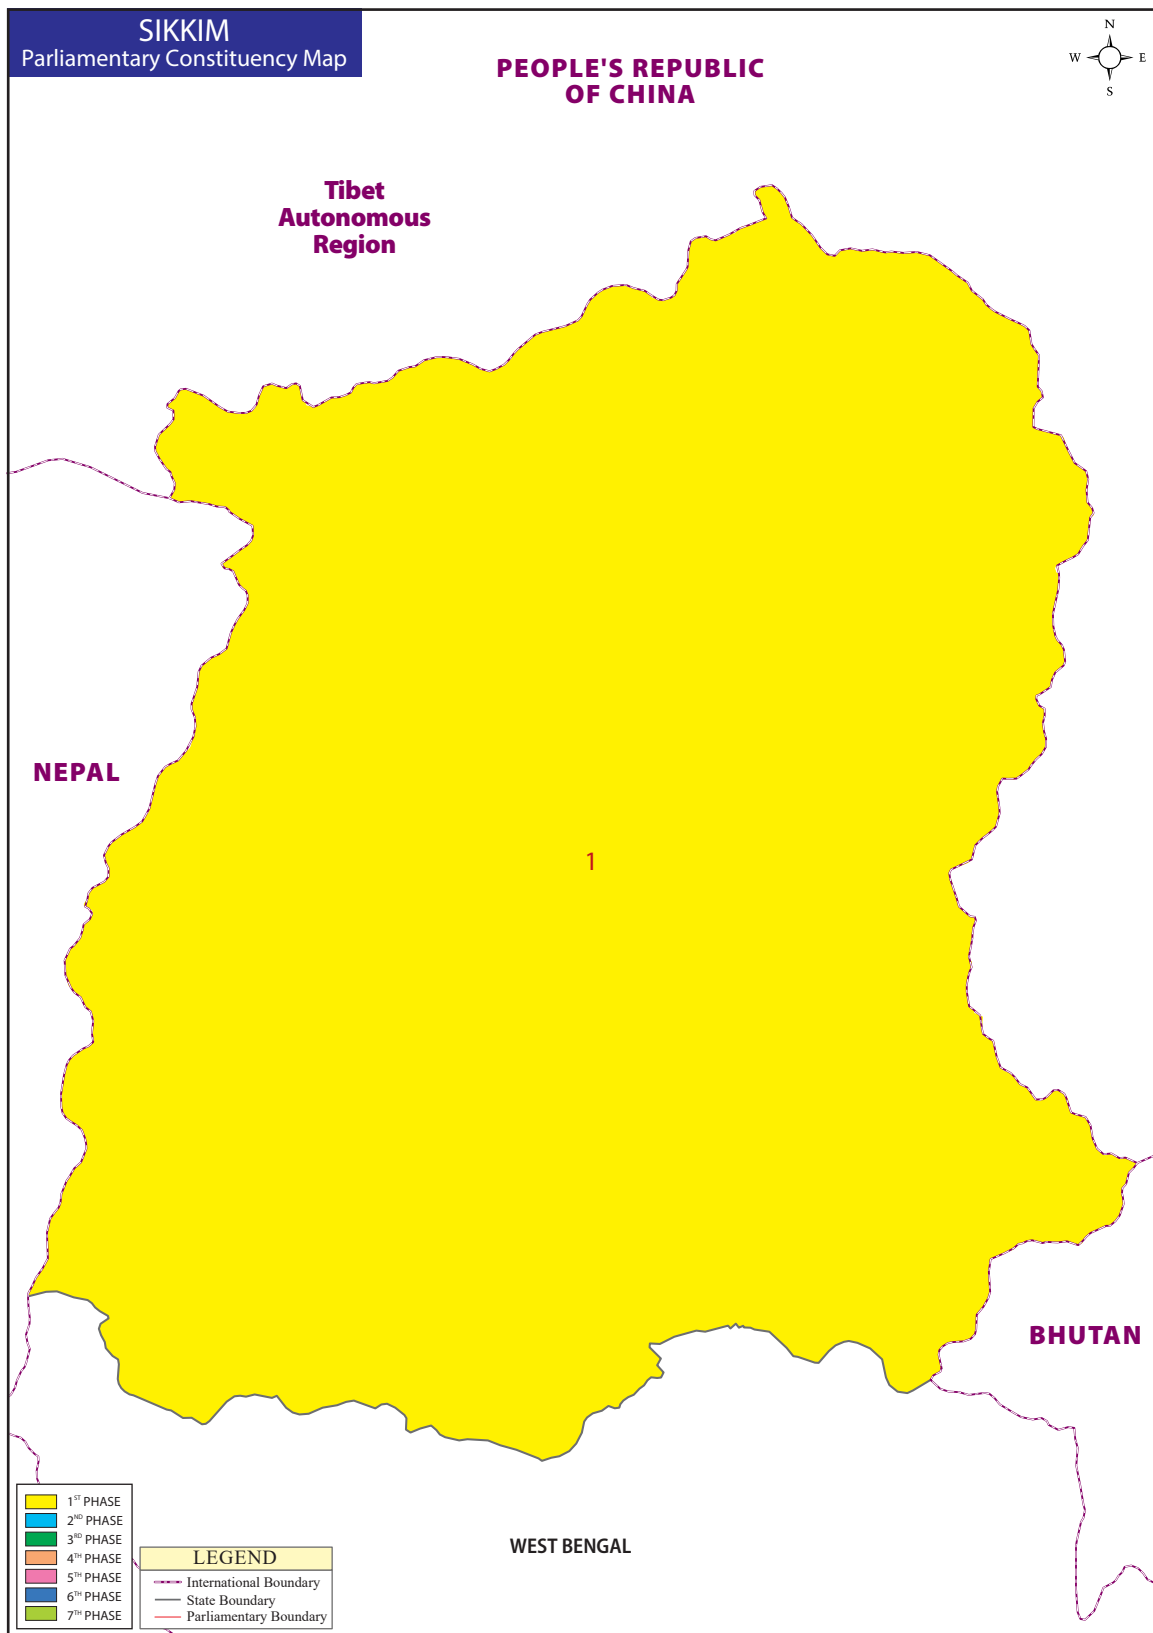 SIKKIM
Parliamentary Constituency Map
PEOPLE'S REPUBLIC
OF CHINA
N
W E
S
Tibet
Autonomous
Region
NEPAL
1
BHUTAN
WEST BENGAL
1ST PHASE
2ND PHASE
3RD PHASE
4TH PHASE
5TH PHASE
6TH PHASE
7TH PHASE
LEGEND
International Boundary
State Boundary
Parliamentary Boundary